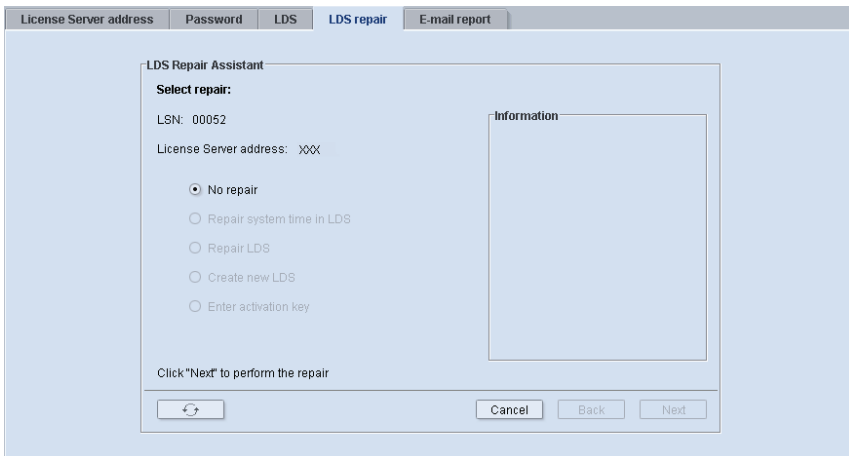 License Server address Password LDS LDS repair E-mail report
LDS Repair Assistant
Select repair:
LSN: 00052
Information
License Server address: XXX
No repair
Repair system time in LDS
Repair LDS
Create new LDS
Enter activation key
Click "Next" to perform the repair
Cancel Back Next